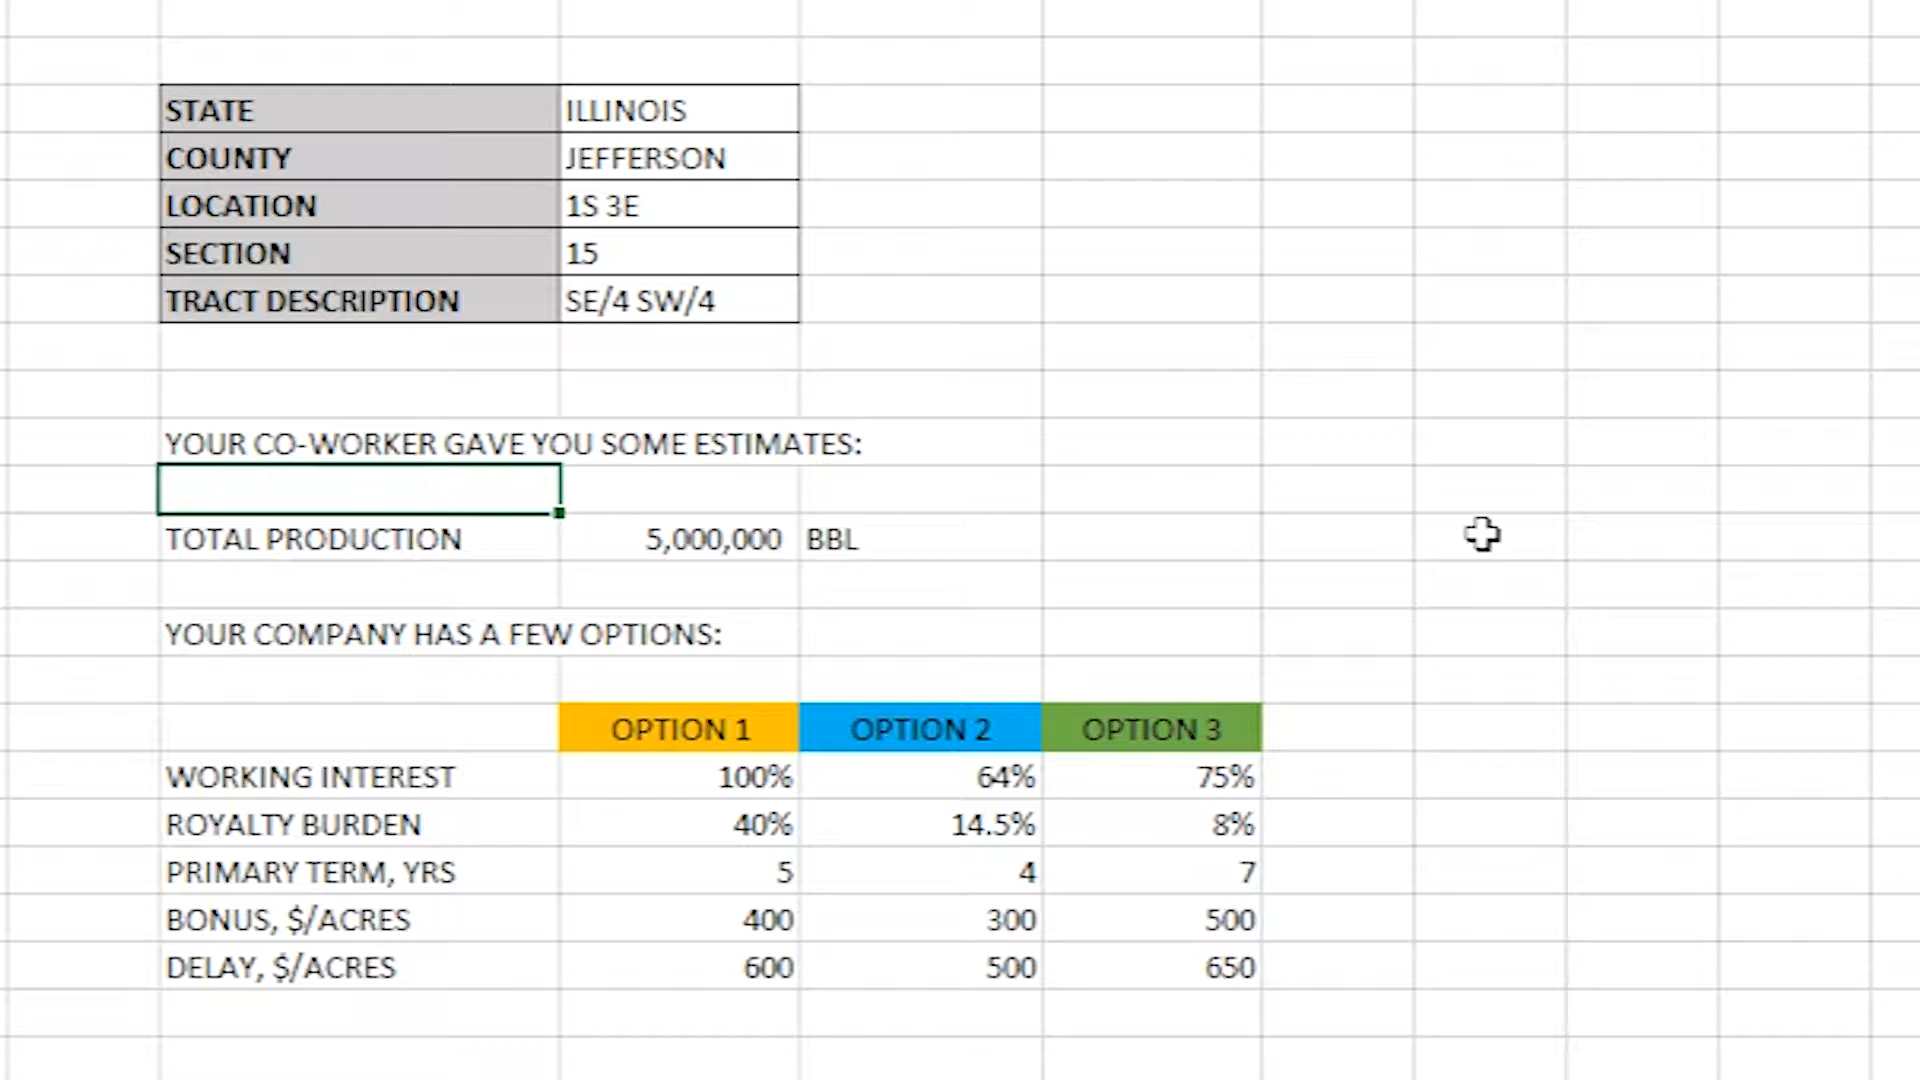 STATE ILLINOIS
COUNTY JEFFERSON
LOCATION 1S 3E
SECTION 15
TRACT DESCRIPTION SE/4 SW/4
YOUR CO-WORKER GAVE YOU SOME ESTIMATES:
TOTAL PRODUCTION 5,000,000 BBL
YOUR COMPANY HAS A FEW OPTIONS:
OPTION 1 OPTION 2 OPTION 3
WORKING INTEREST 100% 64% 75%
ROYALTY BURDEN 40% 14.5% 8%
PRIMARY TERM, YRS 5 4 7
BONUS, $/ACRES 400 300 500
DELAY, $/ACRES 600 500 650